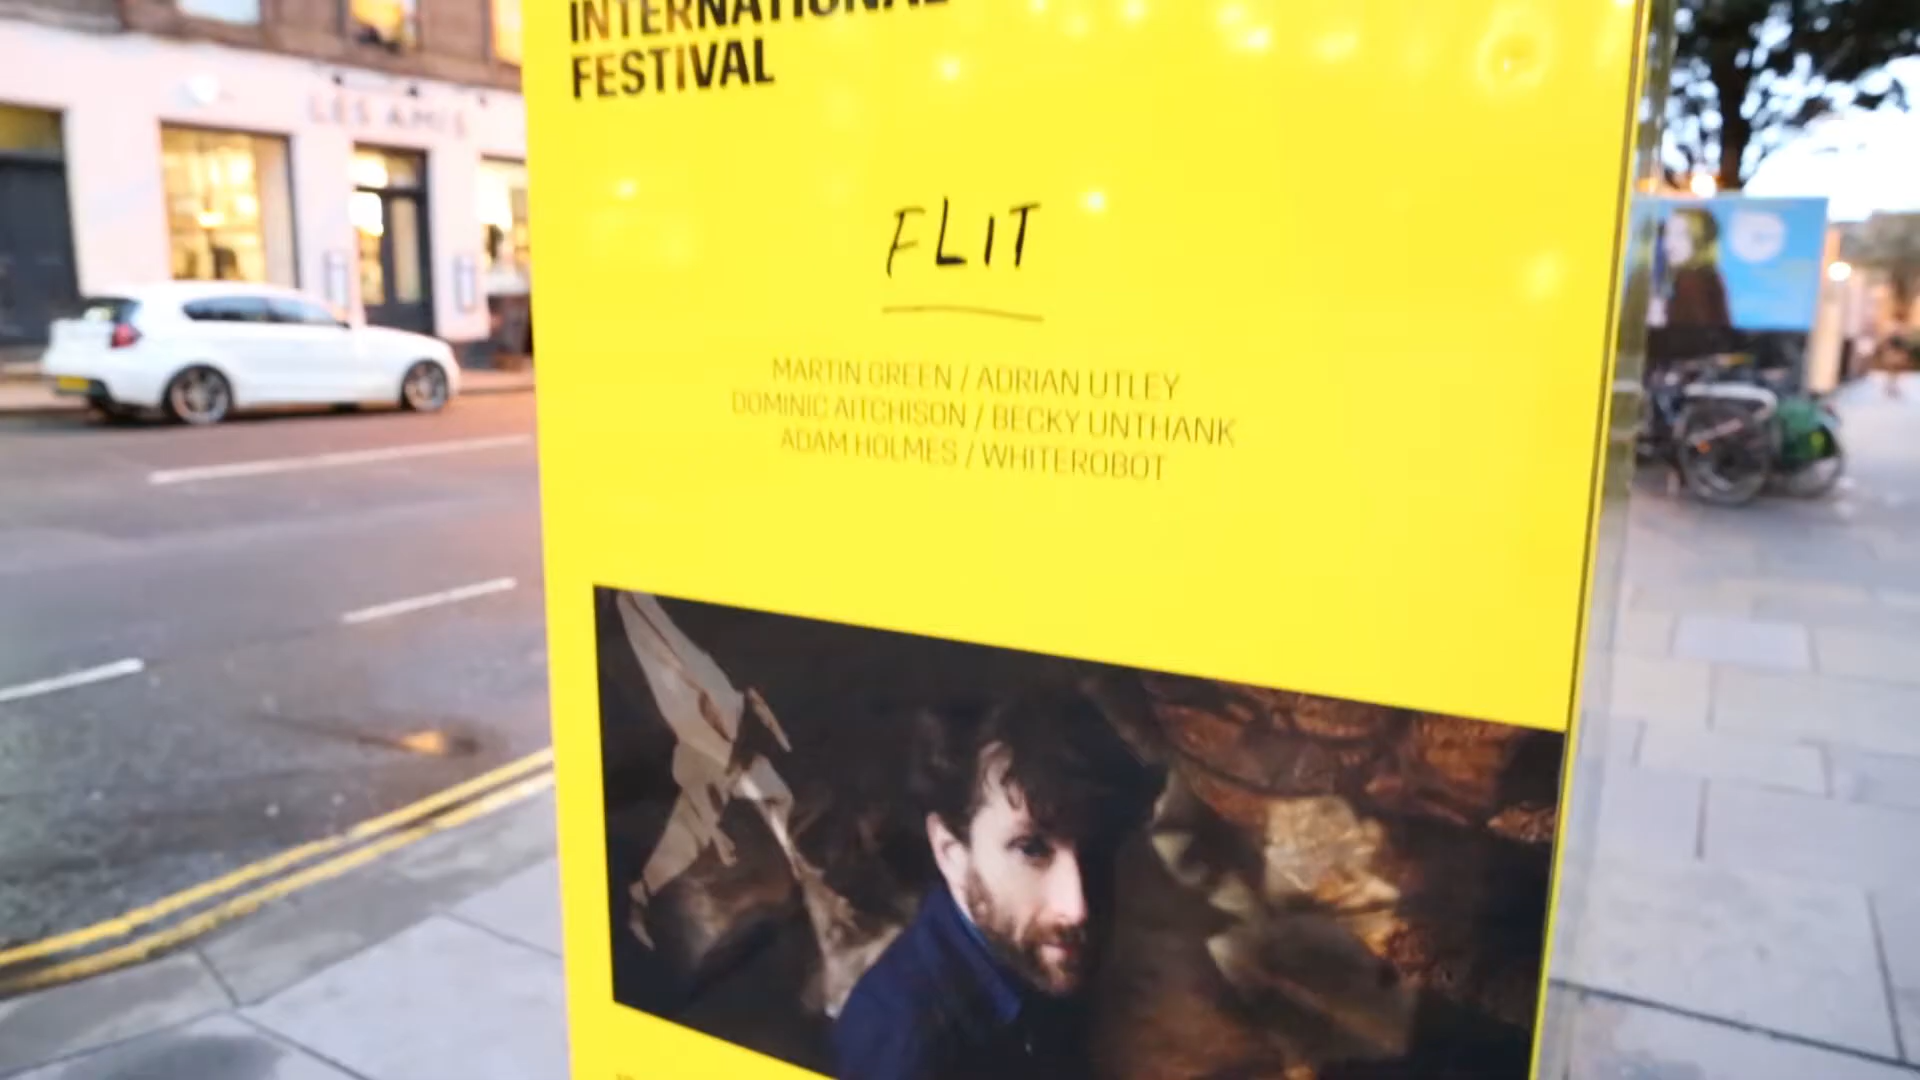 LES AMIS
INTERNATIONAL
FESTIVAL
FLIT
MARTIN GREEN / ADRIAN UTLEY
DOMINIC AITCHISON / BECKY UNTHANK
ADAM HOLMES / WHITEROBOT